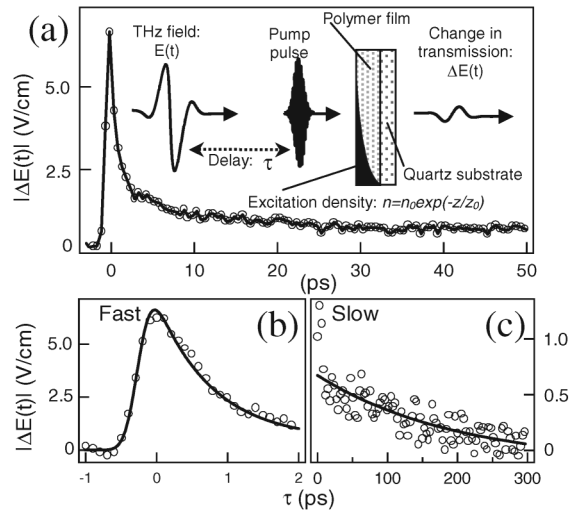 (a)
THz field:
E(t)
Pump
pulse
Polymer film
Change in
transmission:
ΔE(t)
Delay: τ
Quartz substrate
Excitation density: n=n₀exp(-z/z₀)
|ΔE(t)| (V/cm)
5.0
2.5
0
0 10 20 30 40 50
(ps)
Fast (b)
|ΔE(t)| (V/cm)
5.0
2.5
0
-1 0 1 2
Slow (c)
1.0
0.5
0
0 100 200 300
τ (ps)